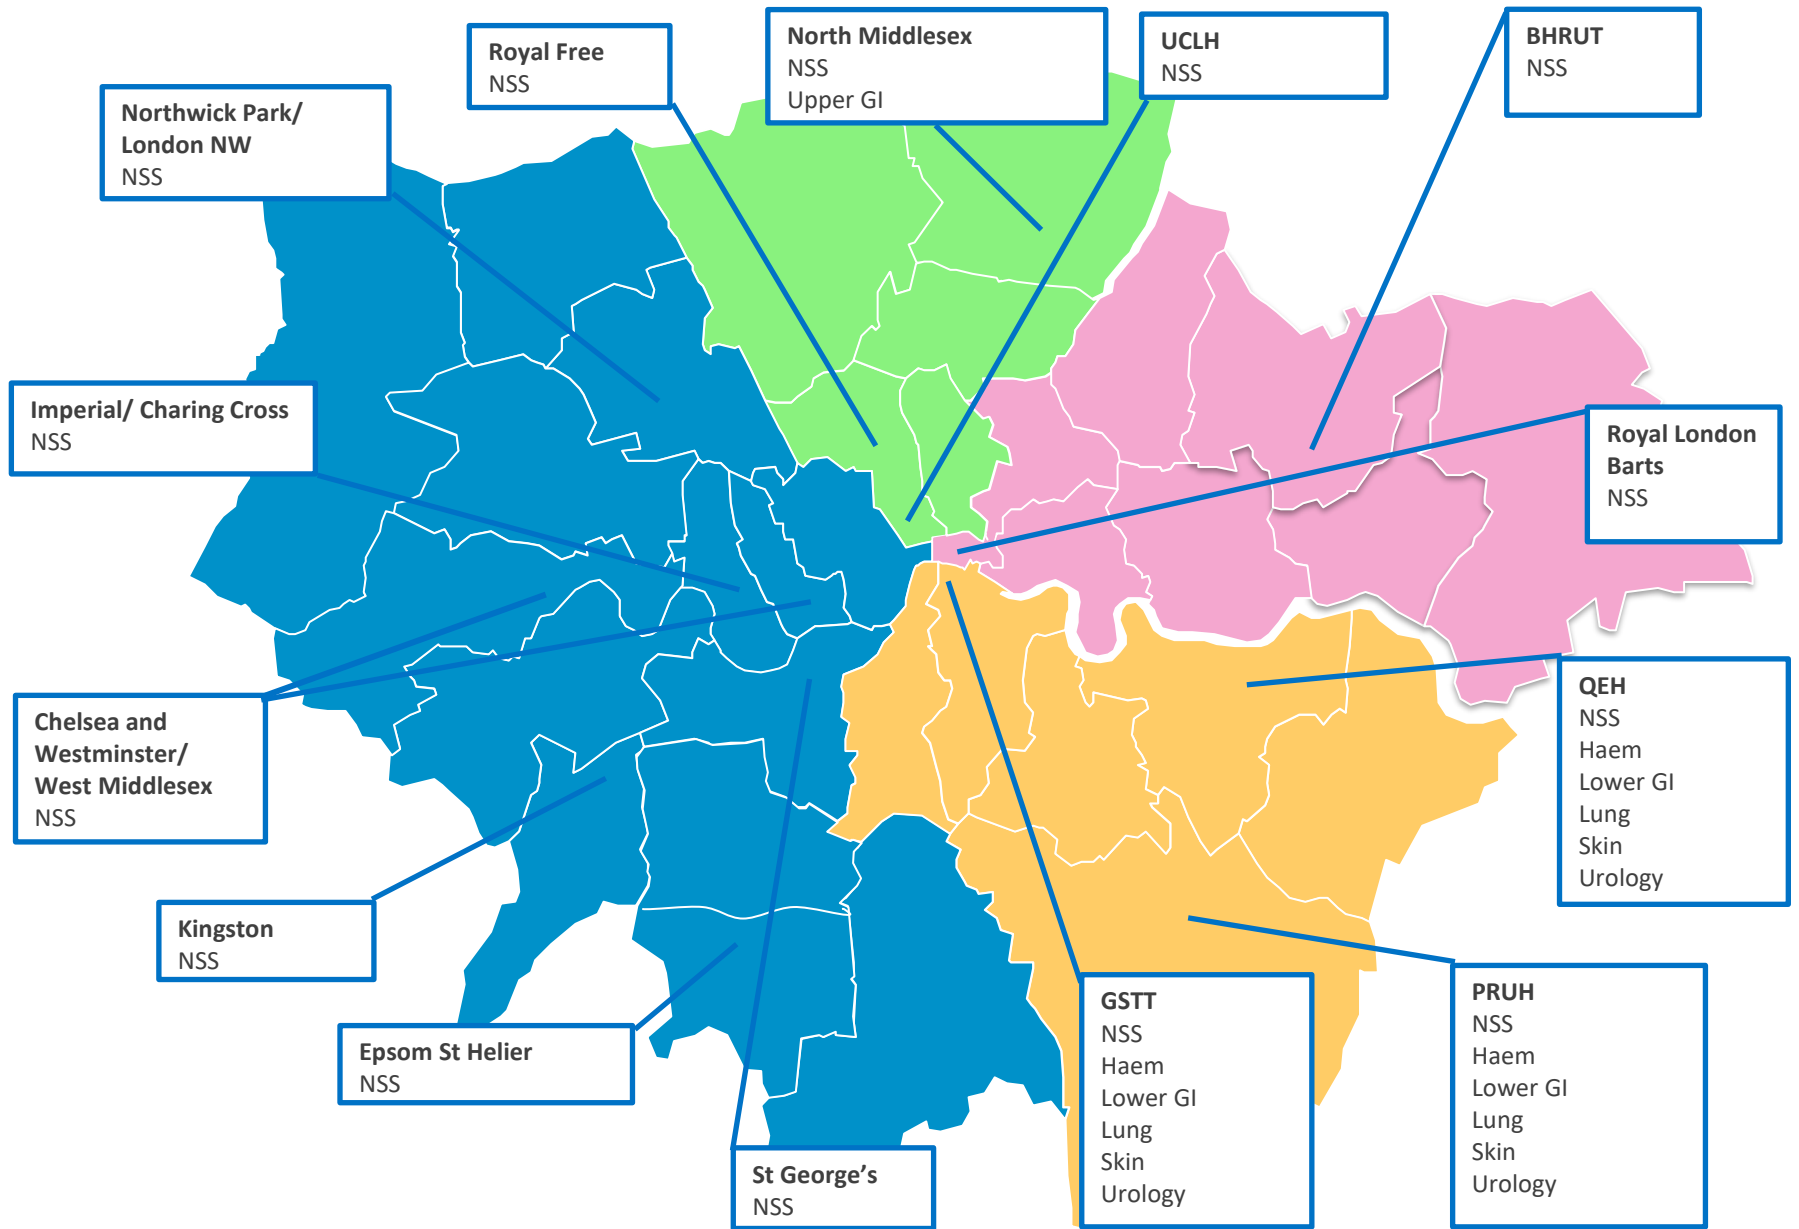 Royal Free
NSS
North Middlesex
NSS
Upper GI
UCLH
NSS
BHRUT
NSS
Northwick Park/
London NW
NSS
Imperial/ Charing Cross
NSS
Royal London
Barts
NSS
Chelsea and
Westminster/
West Middlesex
NSS
QEH
NSS
Haem
Lower GI
Lung
Skin
Urology
Kingston
NSS
Epsom St Helier
NSS
St George’s
NSS
GSTT
NSS
Haem
Lower GI
Lung
Skin
Urology
PRUH
NSS
Haem
Lower GI
Lung
Skin
Urology